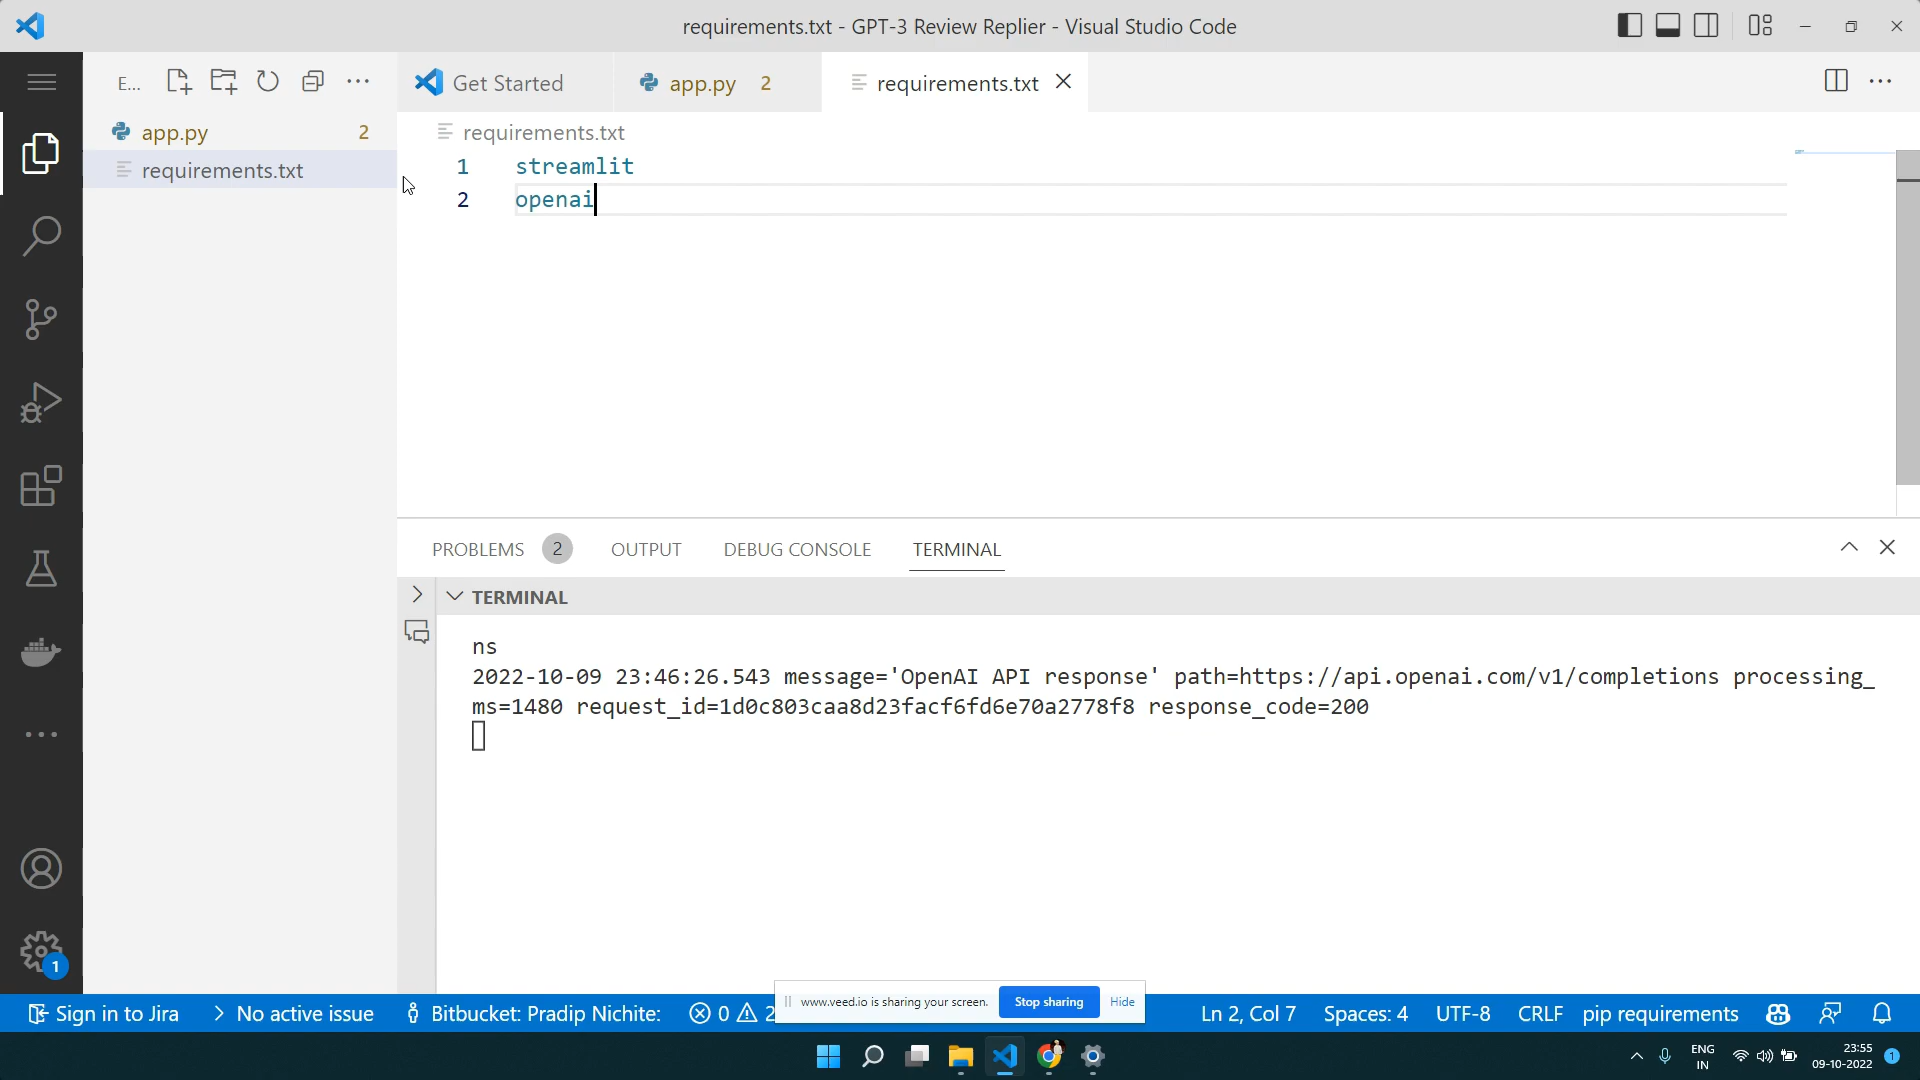 requirements.txt - GPT-3 Review Replier - Visual Studio Code
E...
Get Started
app.py 2
requirements.txt
app.py 2
requirements.txt
requirements.txt
1 streamlit
2 openai
PROBLEMS 2 OUTPUT DEBUG CONSOLE TERMINAL
TERMINAL
ns
2022-10-09 23:46:26.543 message='OpenAI API response' path=https://api.openai.com/v1/completions processing_
ms=1480 request_id=1d0c803caa8d23facf6fd6e70a2778f8 response_code=200
1
www.veed.io is sharing your screen. Stop sharing Hide
Sign in to Jira No active issue Bitbucket: Pradip Nichite: 0 2 Ln 2, Col 7 Spaces: 4 UTF-8 CRLF pip requirements
ENG
IN
23:55
09-10-2022
1